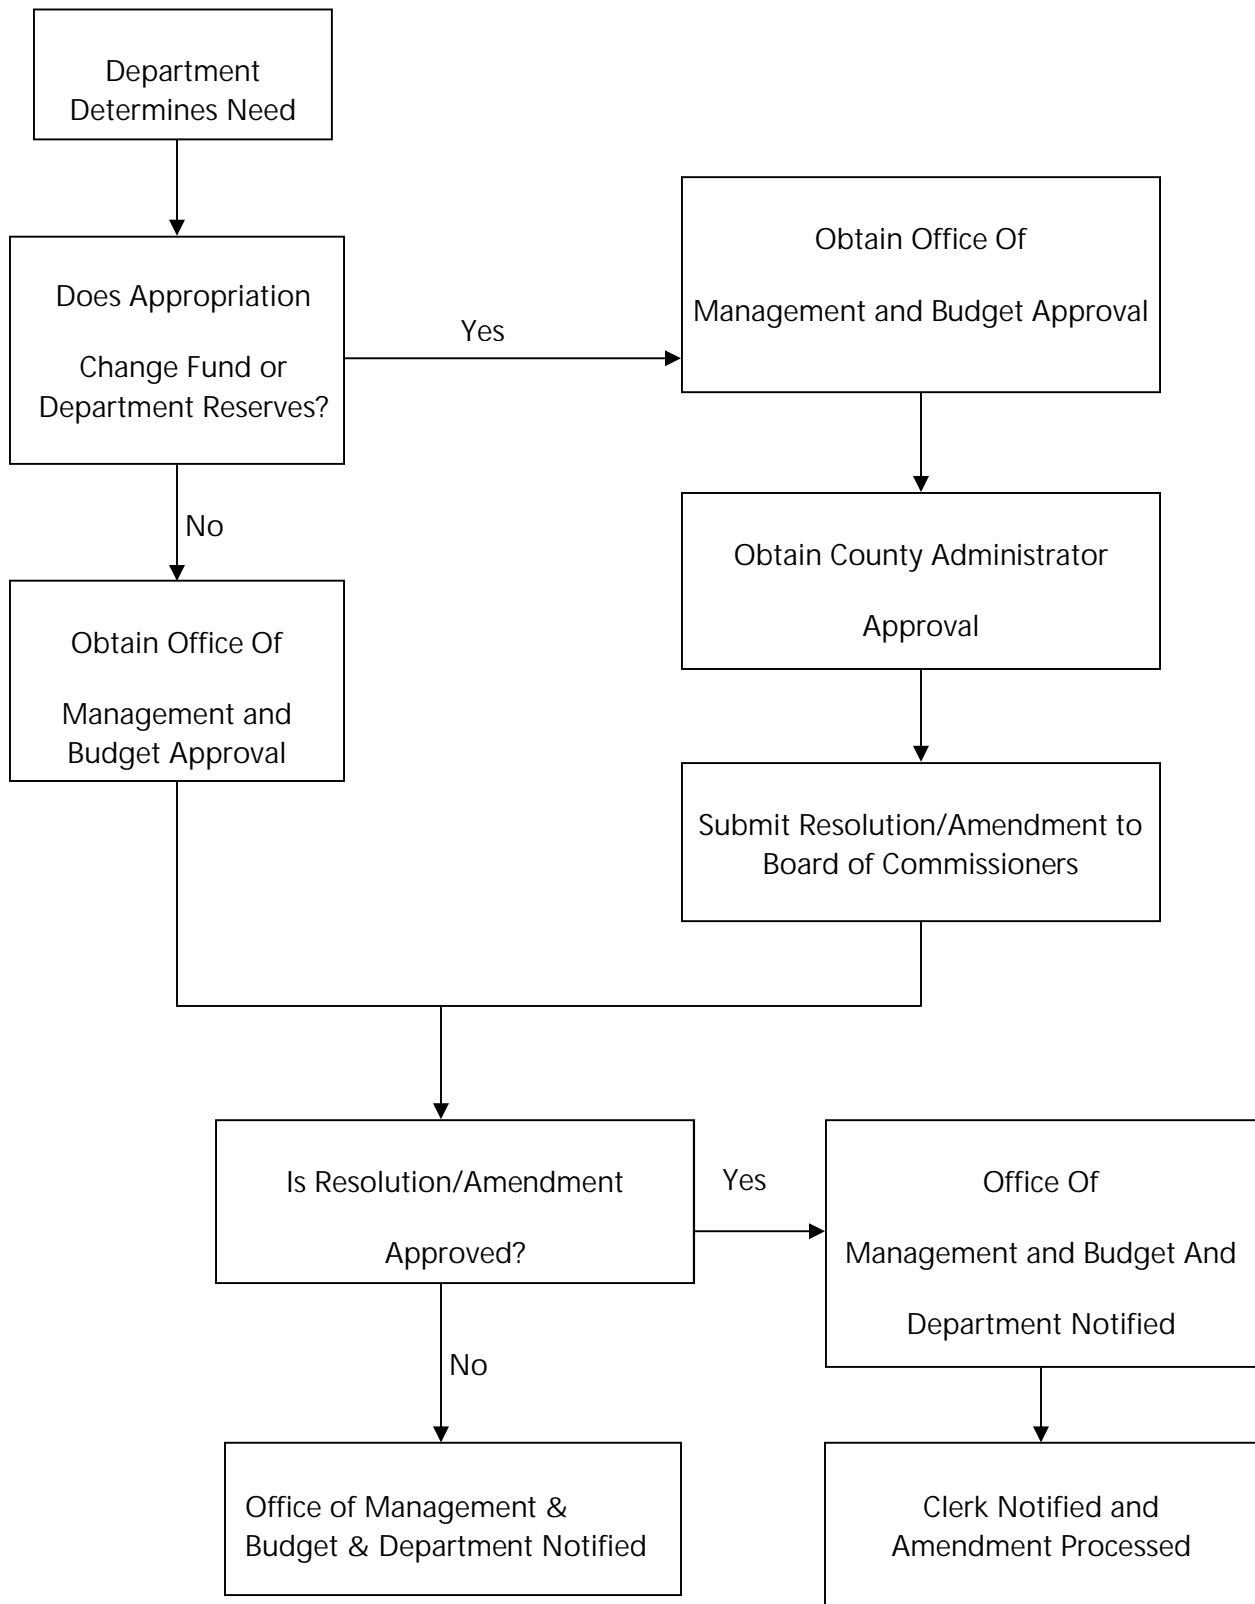 Department
Determines Need
Does Appropriation
Change Fund or
Department Reserves?
Yes
Obtain Office Of
Management and Budget Approval
No
Obtain County Administrator
Approval
Obtain Office Of
Management and
Budget Approval
Submit Resolution/Amendment to
Board of Commissioners
Is Resolution/Amendment
Approved?
Yes
Office Of
Management and Budget And
Department Notified
No
Office of Management &
Budget & Department Notified
Clerk Notified and
Amendment Processed